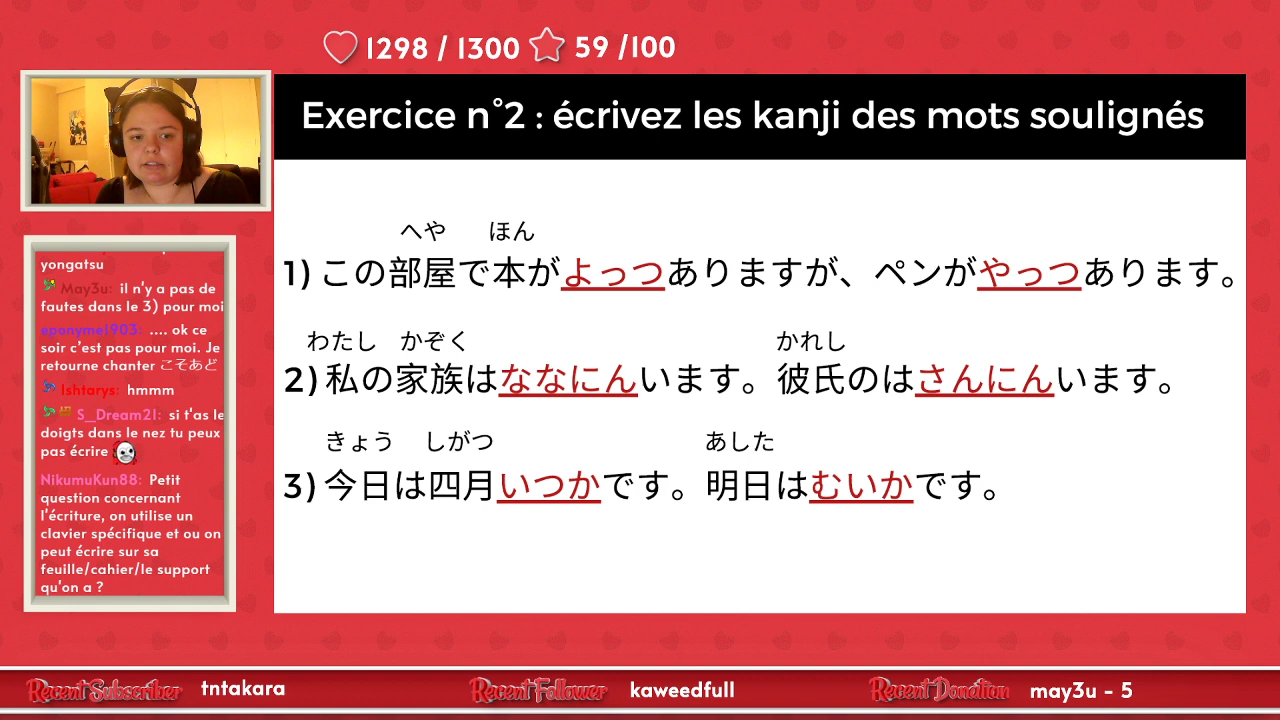 1298 / 1300 59 /100
Exercice n°2 : écrivez les kanji des mots soulignés
へや ほん
1) この部屋で本がよっつありますが、ペンがやっつあります。
わたし かぞく かれし
2) 私の家族はななにんいます。彼氏のはさんにんいます。
きょう しがつ あした
3) 今日は四月いつかです。明日はむいかです。
yongatsu
May3u: il n'y a pas de
fautes dans le 3) pour moi
eponyme1903: .... ok ce
soir c'est pas pour moi. Je
retourne chanter こそあど
Ishtarys: hmmm
S_Dream21: si t'as le
doigts dans le nez tu peux
pas écrire
NikumuKun88: Petit
question concernant
l'écriture, on utilise un
clavier spécifique et ou on
peut écrire sur sa
feuille/cahier/le support
qu'on a ?
Recent Subscriber tntakara Recent Follower kaweedfull Recent Donation may3u - 5